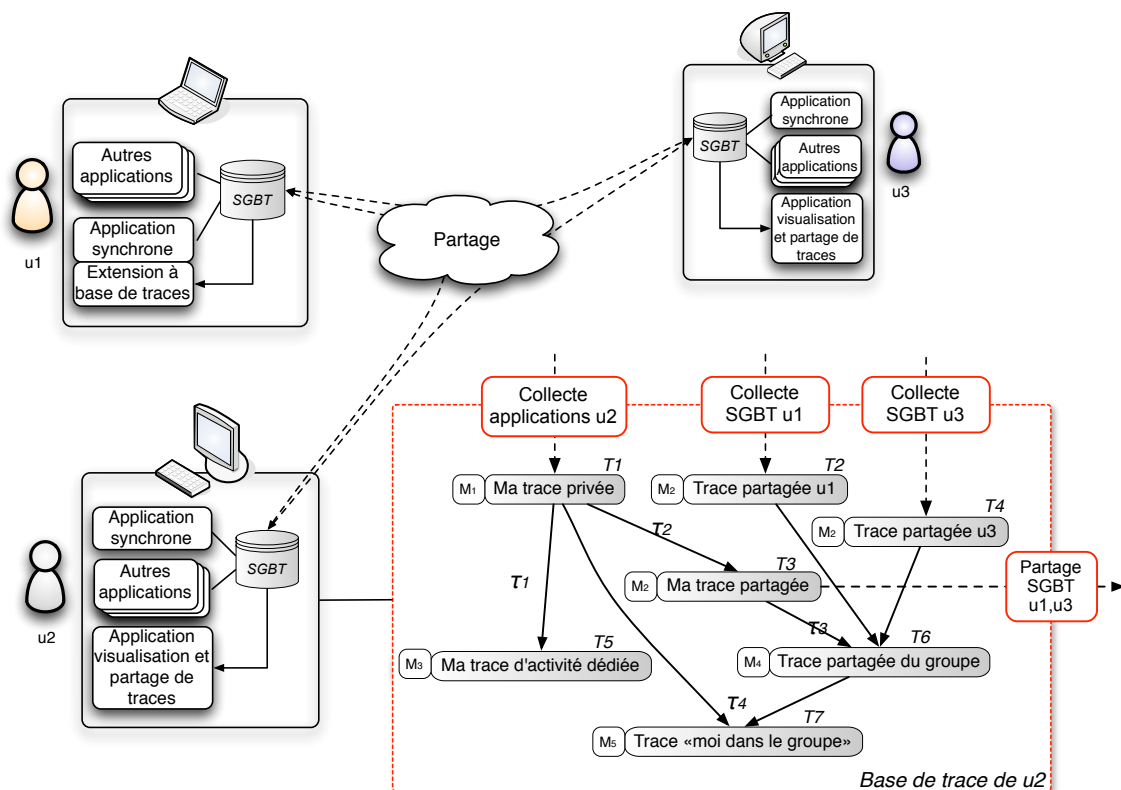 Autres
applications
SGBT
Application
synchrone
Extension à
base de traces
u1
Partage
SGBT
Application
synchrone
Autres
applications
Application
visualisation
et partage de
traces
u3
Application
synchrone
Autres
applications
SGBT
Application
visualisation et
partage de
traces
u2
Collecte
applications u2
Collecte
SGBT u1
Collecte
SGBT u3
T1
M1 Ma trace privée
T2
M2 Trace partagée u1
T4
M2 Trace partagée u3
τ2
τ1
T3
M2 Ma trace partagée
Partage
SGBT
u1,u3
τ3
T5
M3 Ma trace d'activité dédiée
T6
M4 Trace partagée du groupe
τ4
T7
M5 Trace «moi dans le groupe»
Base de trace de u2